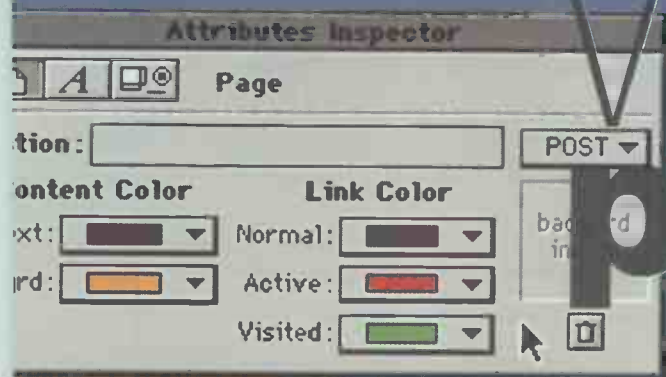 Attributes Inspector
A Page
tion: POST
ontent Color Link Color
xt: Normal:
rd: Active:
Visited:
p